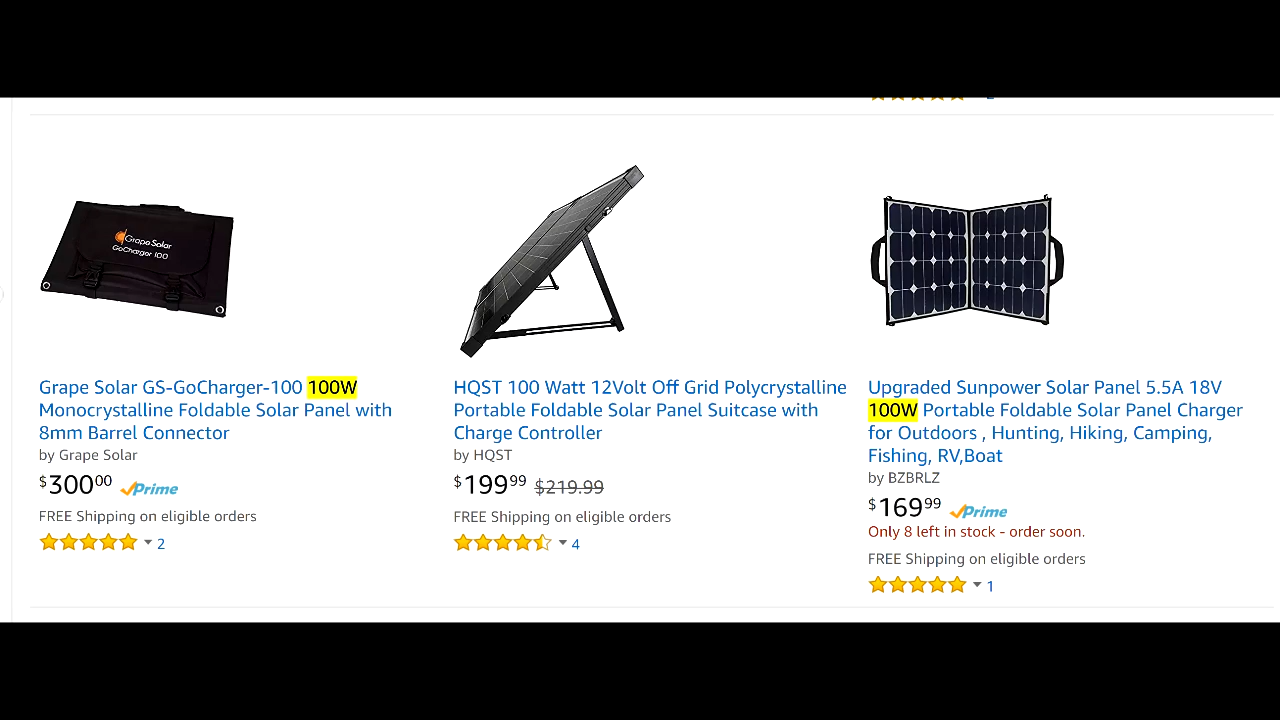 GrapeSolar
GoCharger 100
Grape Solar GS-GoCharger-100 100W
Monocrystalline Foldable Solar Panel with
8mm Barrel Connector
by Grape Solar
$300 00 Prime
FREE Shipping on eligible orders
2
HQST 100 Watt 12Volt Off Grid Polycrystalline
Portable Foldable Solar Panel Suitcase with
Charge Controller
by HQST
$199 99 $219.99
FREE Shipping on eligible orders
4
Upgraded Sunpower Solar Panel 5.5A 18V
100W Portable Foldable Solar Panel Charger
for Outdoors , Hunting, Hiking, Camping,
Fishing, RV,Boat
by BZBRLZ
$169 99 Prime
Only 8 left in stock - order soon.
FREE Shipping on eligible orders
1